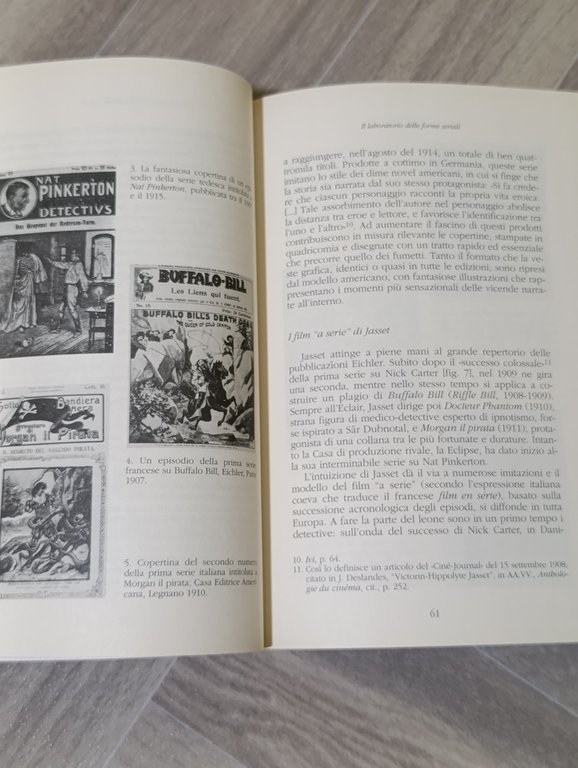 NAT
PINKERTON
DETECTIVS
Das Gespenst der Rederson-Farm.
3. La fantasiosa copertina di un
sodio della serie tedesca
Nat Pinkerton, pubblicata tra il
e il 1915.
BUFFALO-BILL
Les Liens qui tuent.
BUFFALO BILL'S DEATH
QUEEN OF GOLD CANYON
4. Un episodio della prima serie
francese su Buffalo Bill, Eichler,
1907.
Bandiera
Morgan il Pirata
IL SEGRETO DEL VECCHIO PIRATA
5. Copertina del secondo numero
della prima serie italiana intitolata a
Morgan il pirata, Casa Editrice Ameri-
cana, Legnano 1910.
Il laboratorio delle forme seriali
a raggiungere, nell'agosto del 1914, un totale di ben quat-
tromila titoli. Prodotte a cottimo in Germania, queste serie
imitano lo stile dei dime novel americani, in cui si finge che
la storia sia narrata dal suo stesso protagonista: «Si fa crede-
re che ciascun personaggio racconti la propria vita eroica.
[...] Tale assorbimento dell'autore nel personaggio abolisce
la distanza tra eroe e lettore, e favorisce l'identificazione tra
l'uno e l'altro»10. Ad aumentare il fascino di questi prodotti
contribuiscono in misura rilevante le copertine, stampate in
quadricomia e disegnate con un tratto rapido ed essenziale
che precorre quello dei fumetti. Tanto il formato che la ve-
ste grafica, identici o quasi in tutte le edizioni, sono ripresi
dal modello americano, con fantasiose illustrazioni che rap-
presentano i momenti più sensazionali delle vicende narra-
te all'interno.
I film "a serie" di Jasset
Jasset attinge a piene mani al grande repertorio delle
pubblicazioni Eichler. Subito dopo il «successo colossale»11
della prima serie su Nick Carter [fig. 7], nel 1909 ne gira
una seconda, mentre nello stesso tempo si applica a co-
struire un plagio di Buffalo Bill (Riffle Bill, 1908-1909).
Sempre all'Eclair, Jasset dirige poi Docteur Phantom (1910),
strana figura di medico-detective esperto di ipnotismo, for-
se ispirato a Sâr Dubnotal, e Morgan il pirata (1911), pro-
tagonista di una collana tra le più fortunate e durature. Intan-
to la Casa di produzione rivale, la Eclipse, ha dato inizio al-
la sua interminabile serie su Nat Pinkerton.
L'intuizione di Jasset dà il via a numerose imitazioni e il
modello del film "a serie" (secondo l'espressione italiana
coeva che traduce il francese film en série), basato sulla
successione acronologica degli episodi, si diffonde in tutta
Europa. A fare la parte del leone sono in un primo tempo i
detective: sull'onda del successo di Nick Carter, in Dani-
10. Ivi, p. 64.
11. Così lo definisce un articolo del «Ciné-Journal» del 15 settembre 1908,
citato in J. Deslandes, "Victorin-Hippolyte Jasset", in AA.VV., Antholo-
gie du cinéma, cit., p. 252.
61